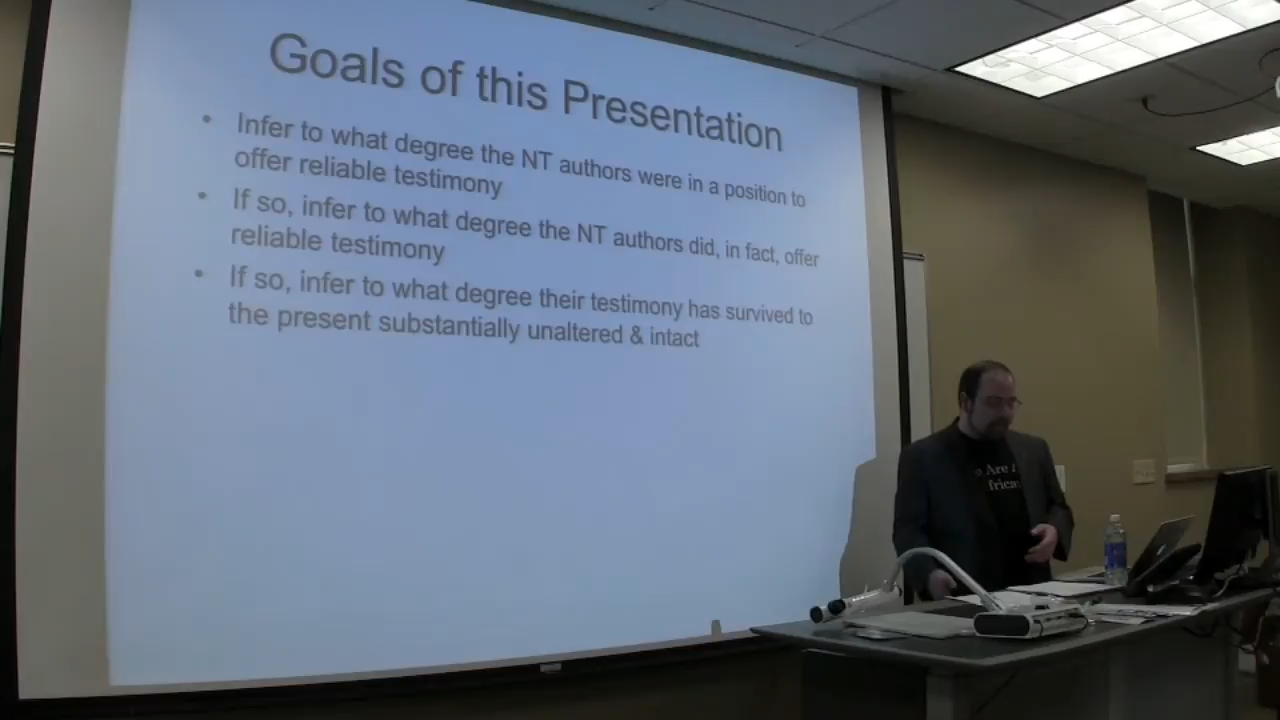 Goals of this Presentation
• Infer to what degree the NT authors were in a position to
offer reliable testimony
• If so, infer to what degree the NT authors did, in fact, offer
reliable testimony
• If so, infer to what degree their testimony has survived to
the present substantially unaltered & intact
Are